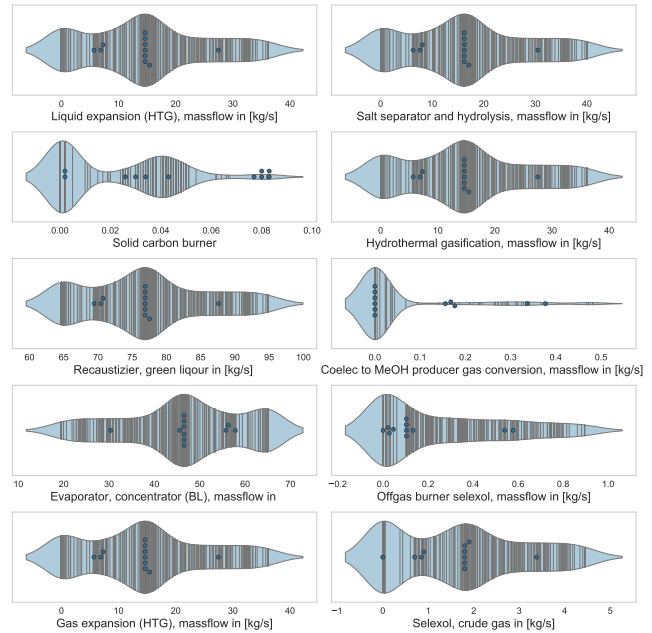 0 10 20 30 40
Liquid expansion (HTG), massflow in [kg/s]
0 10 20 30 40
Salt separator and hydrolysis, massflow in [kg/s]
0.00 0.02 0.04 0.06 0.08 0.10
Solid carbon burner
0 10 20 30 40
Hydrothermal gasification, massflow in [kg/s]
60 65 70 75 80 85 90 95 100
Recaustizier, green liqour in [kg/s]
0.0 0.1 0.2 0.3 0.4 0.5
Coelec to MeOH producer gas conversion, massflow in [kg/s]
10 20 30 40 50 60 70
Evaporator, concentrator (BL), massflow in
−0.2 0.0 0.2 0.4 0.6 0.8 1.0
Offgas burner selexol, massflow in [kg/s]
0 10 20 30 40
Gas expansion (HTG), massflow in [kg/s]
−1 0 1 2 3 4 5
Selexol, crude gas in [kg/s]